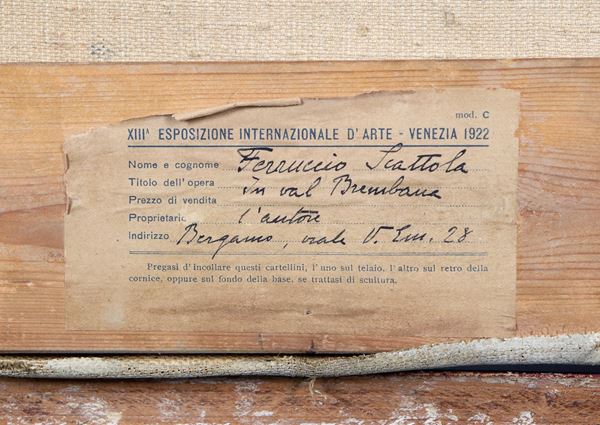 mod. C
XIIIᴬ ESPOSIZIONE INTERNAZIONALE D'ARTE - VENEZIA 1922
Nome e cognome Ferruccio Scattola
Titolo dell'opera in val Brembana
Prezzo di vendita
Proprietario l'autore
Indirizzo Bergamo, viale V. Em. 28
Pregasi d'incollare questi cartellini, l'uno sul telaio, l'altro sul retro della
cornice, oppure sul fondo della base, se trattasi di scultura.